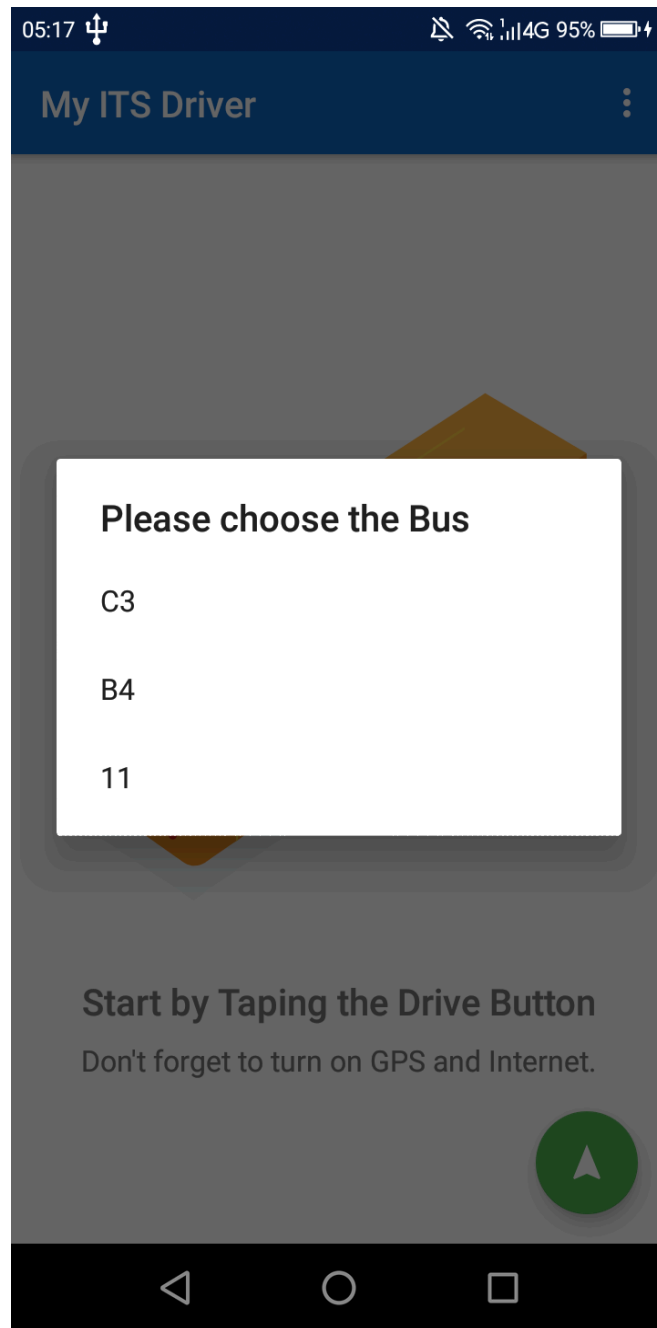 05:17 4G 95%
My ITS Driver
Please choose the Bus
C3
B4
11
Start by Taping the Drive Button
Don't forget to turn on GPS and Internet.